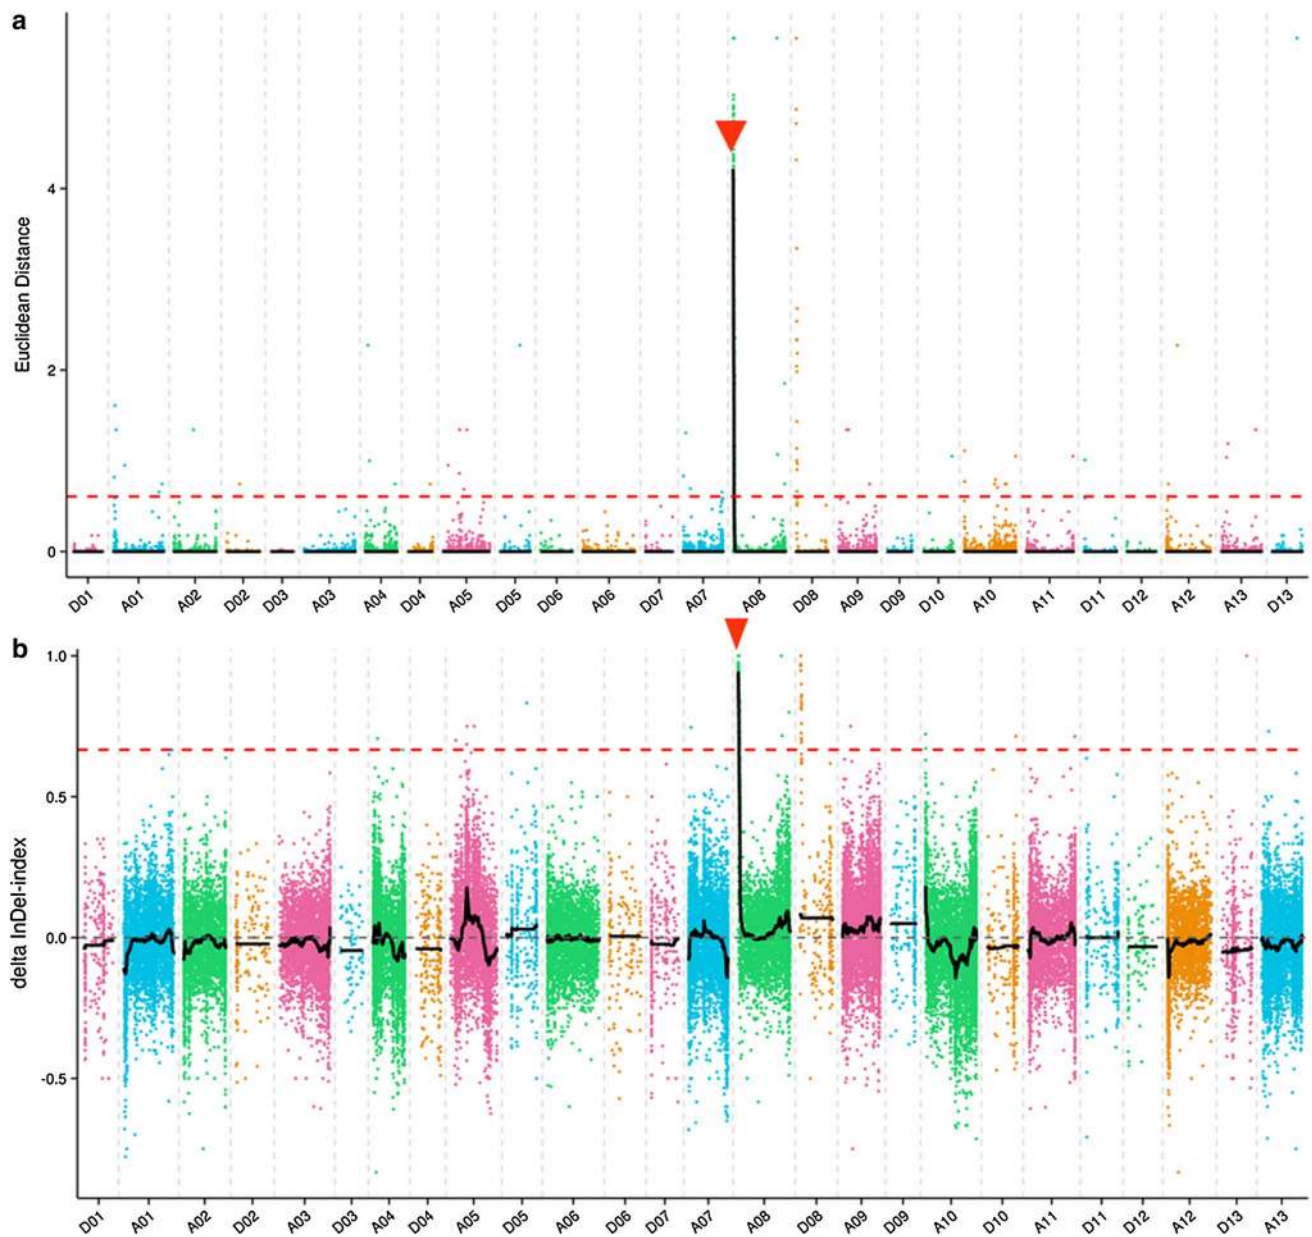 a
Euclidean Distance
4
2
0
D01 A01 A02 D02 D03 A03 A04 D04 A05 D05 D06 A06 D07 A07 A08 D08 A09 D09 D10 A10 A11 D11 D12 A12 A13 D13
b
delta InDel-index
1.0
0.5
0.0
-0.5
D01 A01 A02 D02 A03 D03 A04 D04 A05 D05 A06 D06 D07 A07 A08 D08 A09 D09 A10 D10 A11 D11 D12 A12 D13 A13